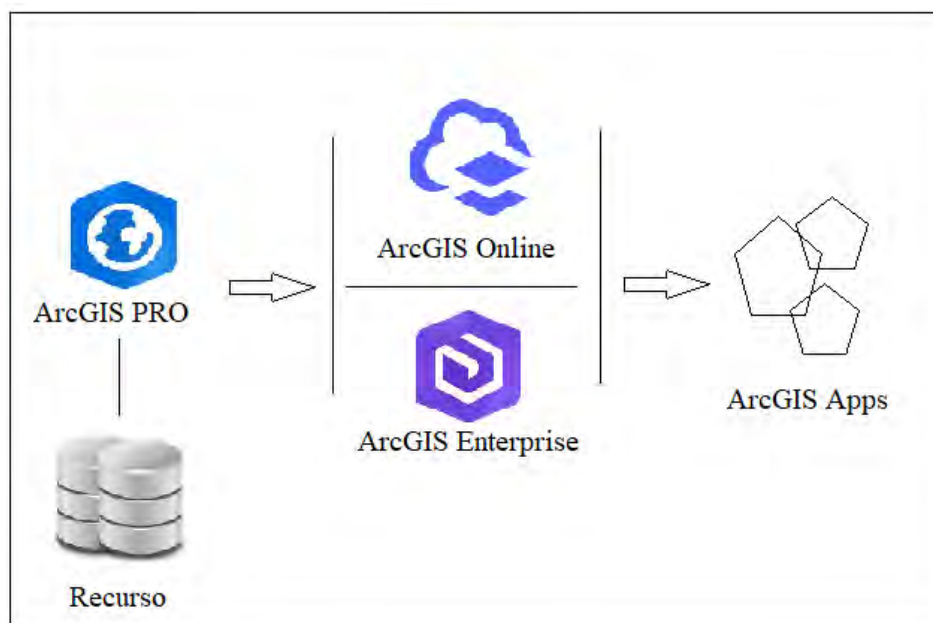 ArcGIS Online
ArcGIS PRO
ArcGIS Enterprise
ArcGIS Apps
Recurso